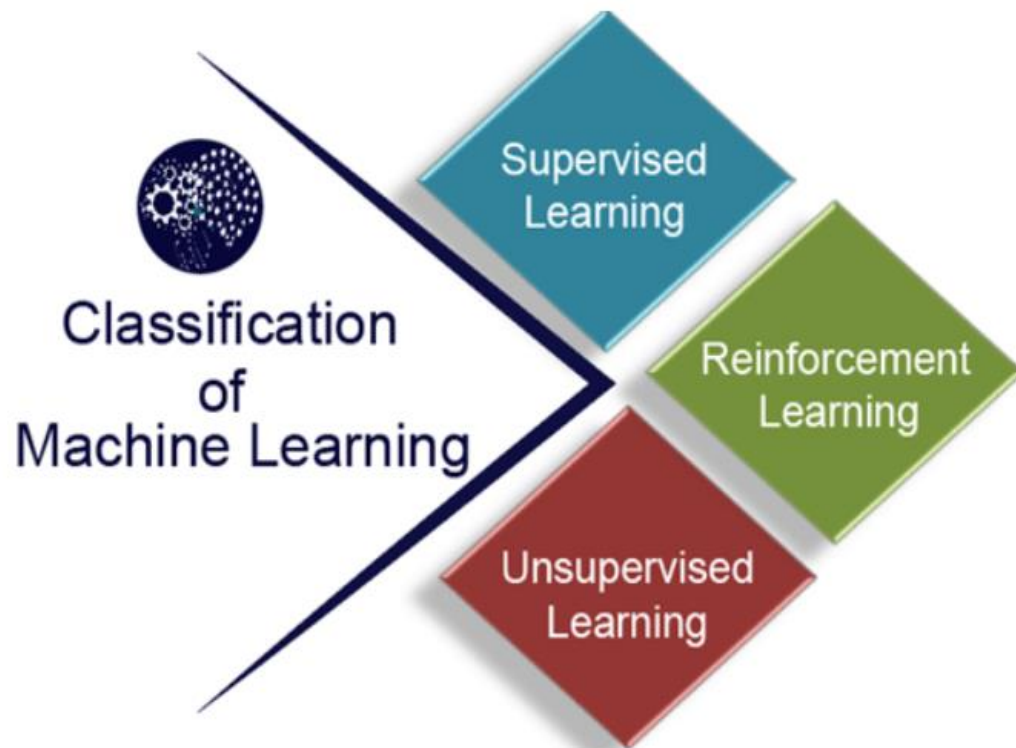 Classification
of
Machine Learning
Supervised
Learning
Reinforcement
Learning
Unsupervised
Learning